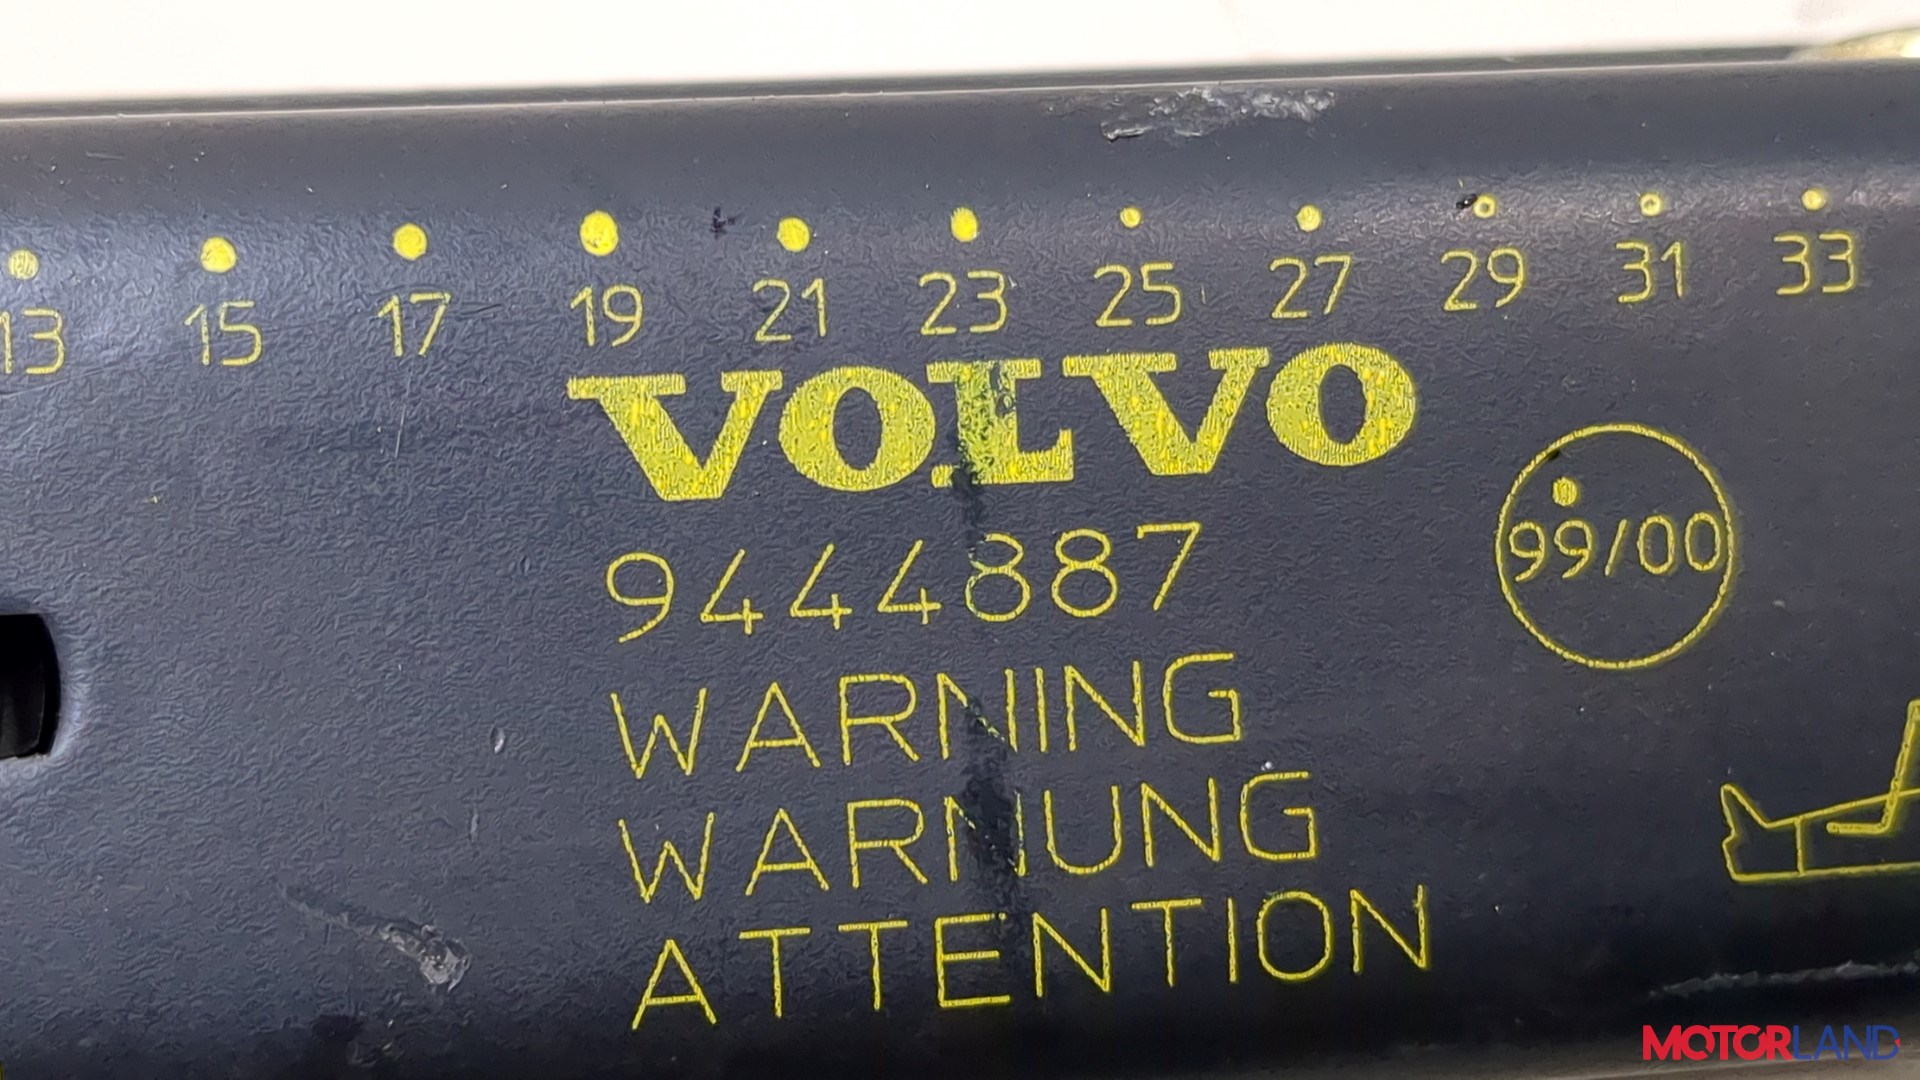 13 15 17 19 21 23 25 27 29 31 33
VOLVO
9444887
99/00
WARNING
WARNUNG
ATTENTION
MOTORLAND